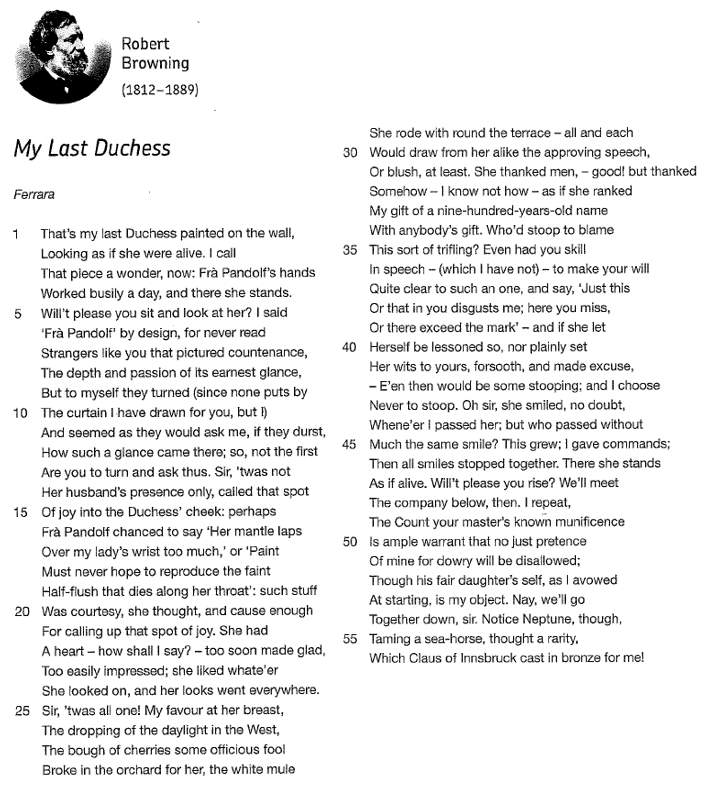 Robert
Browning
(1812–1889)
My Last Duchess
Ferrara
1 That's my last Duchess painted on the wall,
Looking as if she were alive. I call
That piece a wonder, now: Frà Pandolf's hands
Worked busily a day, and there she stands.
5 Will't please you sit and look at her? I said
'Frà Pandolf' by design, for never read
Strangers like you that pictured countenance,
The depth and passion of its earnest glance,
But to myself they turned (since none puts by
10 The curtain I have drawn for you, but I)
And seemed as they would ask me, if they durst,
How such a glance came there; so, not the first
Are you to turn and ask thus. Sir, 'twas not
Her husband's presence only, called that spot
15 Of joy into the Duchess' cheek: perhaps
Frà Pandolf chanced to say 'Her mantle laps
Over my lady's wrist too much,' or 'Paint
Must never hope to reproduce the faint
Half-flush that dies along her throat': such stuff
20 Was courtesy, she thought, and cause enough
For calling up that spot of joy. She had
A heart – how shall I say? – too soon made glad,
Too easily impressed; she liked whate'er
She looked on, and her looks went everywhere.
25 Sir, 'twas all one! My favour at her breast,
The dropping of the daylight in the West,
The bough of cherries some officious fool
Broke in the orchard for her, the white mule
She rode with round the terrace – all and each
30 Would draw from her alike the approving speech,
Or blush, at least. She thanked men, – good! but thanked
Somehow – I know not how – as if she ranked
My gift of a nine-hundred-years-old name
With anybody's gift. Who'd stoop to blame
35 This sort of trifling? Even had you skill
In speech – (which I have not) – to make your will
Quite clear to such an one, and say, 'Just this
Or that in you disgusts me; here you miss,
Or there exceed the mark' – and if she let
40 Herself be lessoned so, nor plainly set
Her wits to yours, forsooth, and made excuse,
– E'en then would be some stooping; and I choose
Never to stoop. Oh sir, she smiled, no doubt,
Whene'er I passed her; but who passed without
45 Much the same smile? This grew; I gave commands;
Then all smiles stopped together. There she stands
As if alive. Will't please you rise? We'll meet
The company below, then. I repeat,
The Count your master's known munificence
50 Is ample warrant that no just pretence
Of mine for dowry will be disallowed;
Though his fair daughter's self, as I avowed
At starting, is my object. Nay, we'll go
Together down, sir. Notice Neptune, though,
55 Taming a sea-horse, thought a rarity,
Which Claus of Innsbruck cast in bronze for me!